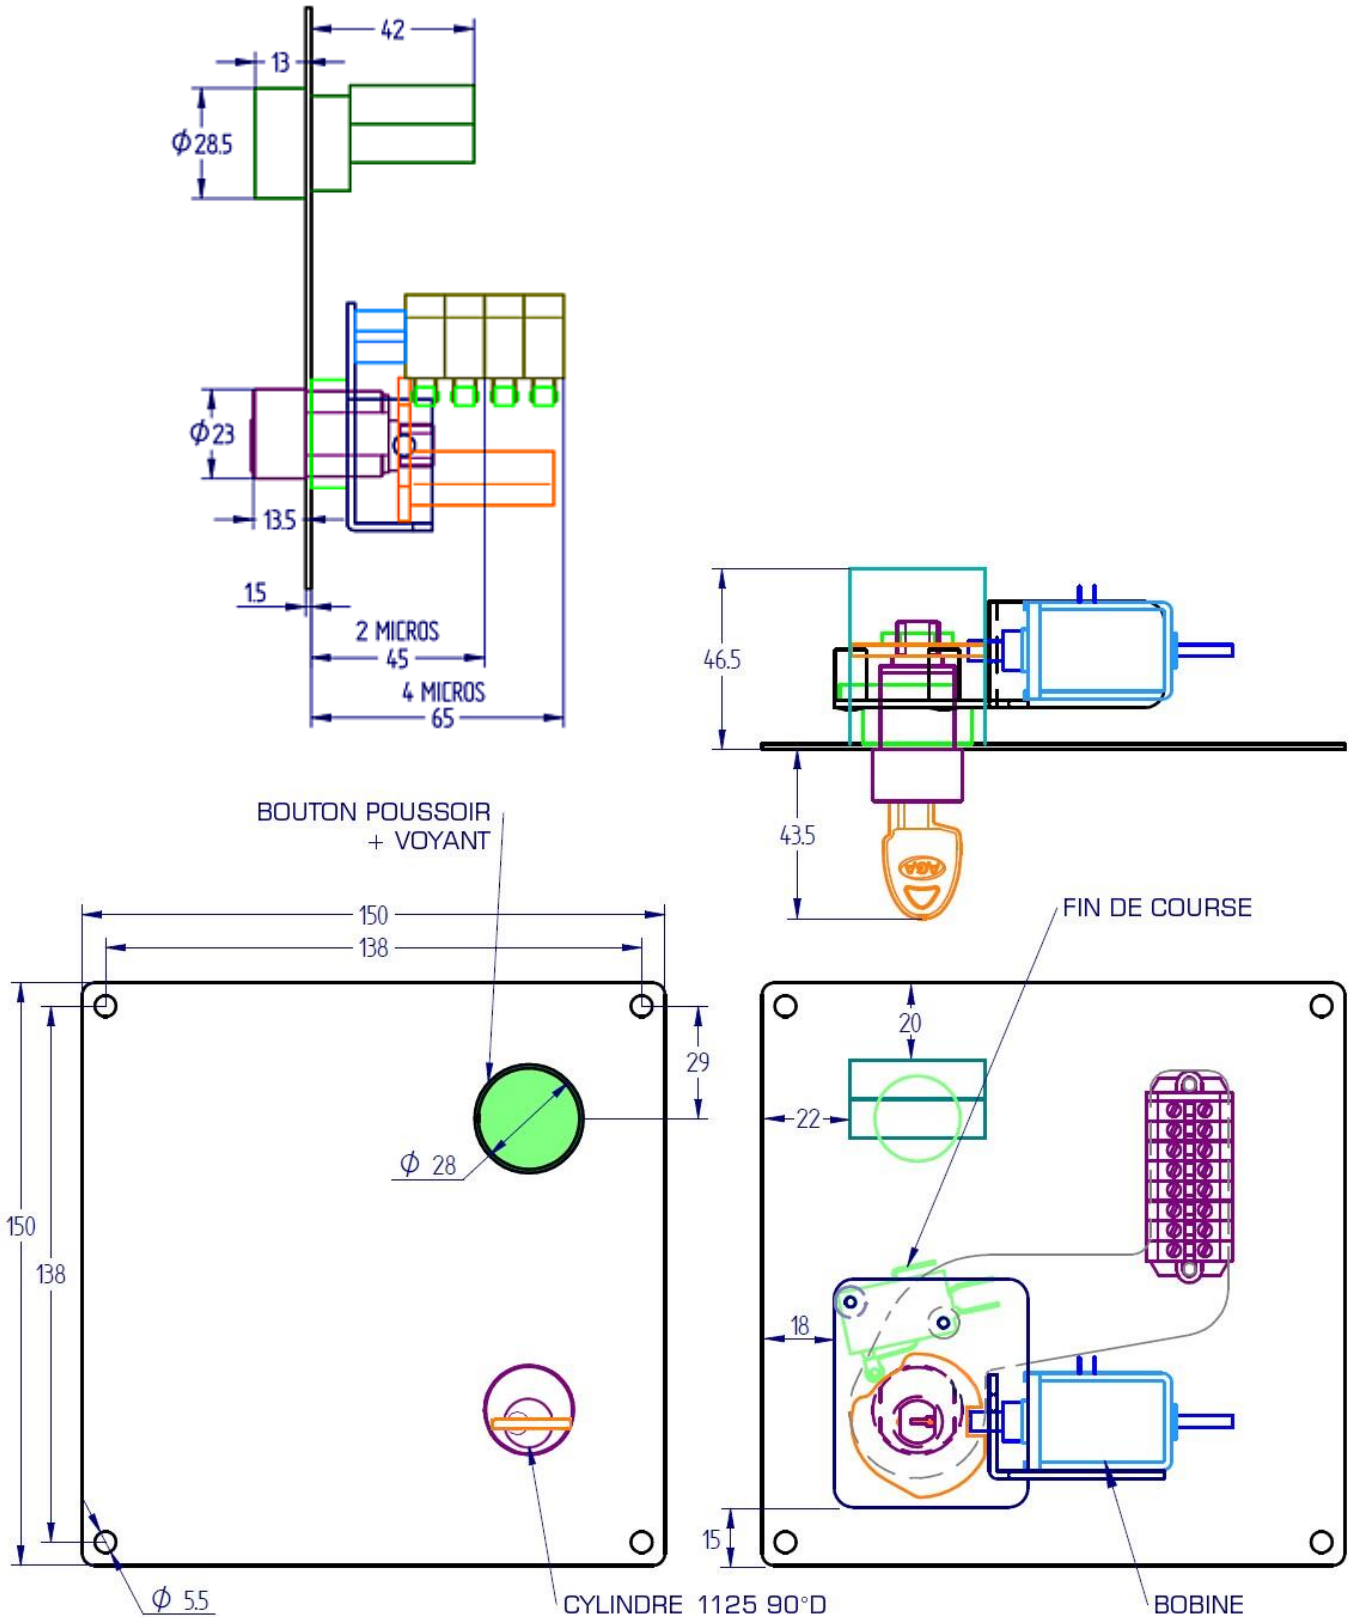 42
13
Φ28.5
Φ23
13.5
1.5
2 MICROS
45
4 MICROS
65
46.5
43.5
AGA
BOUTON POUSSOIR
+ VOYANT
FIN DE COURSE
150
138
29
20
22
Φ 28
150
138
18
15
Φ 5.5
CYLINDRE 1125 90°D
BOBINE